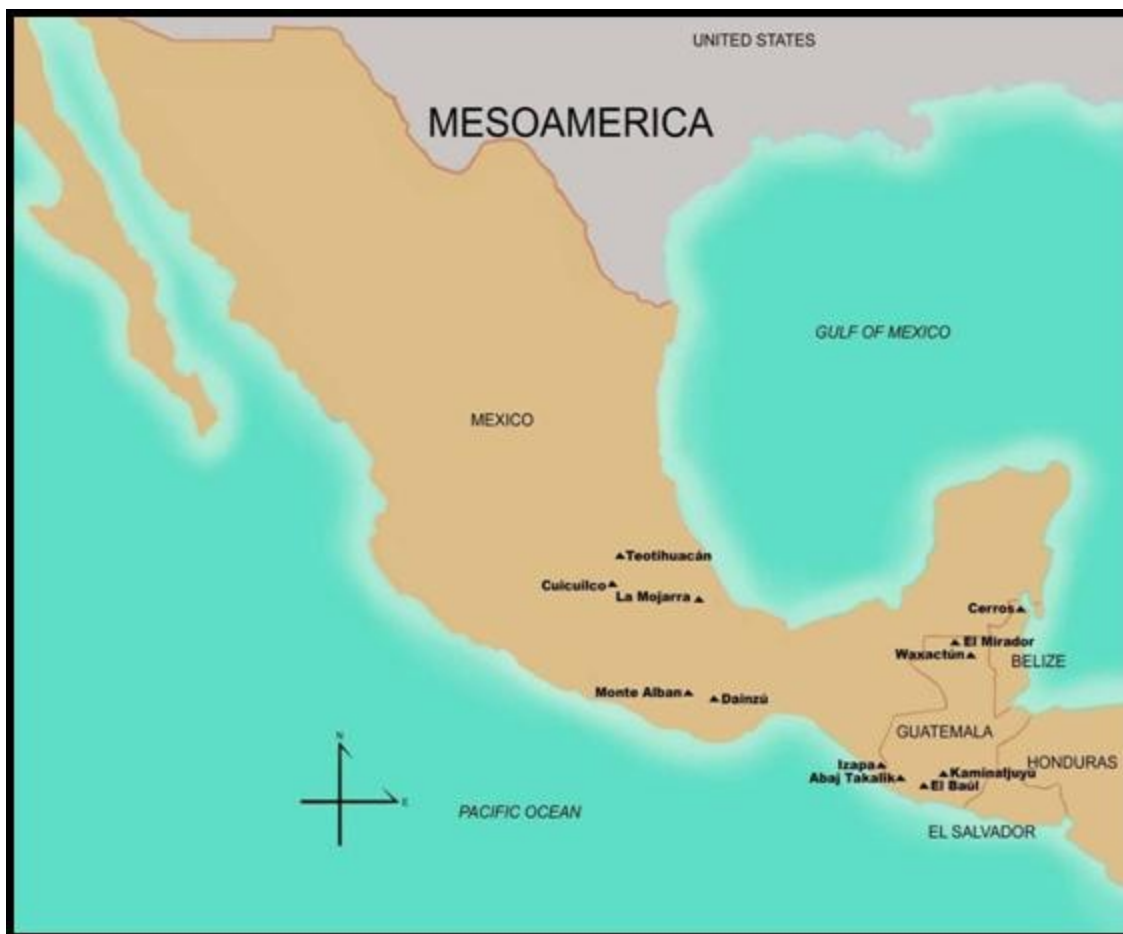 UNITED STATES
MESOAMERICA
GULF OF MEXICO
MEXICO
Teotihuacán
Cuicuilco
La Mojarra
Cerros
El Mirador
Waxactún
BELIZE
Monte Alban
Dainzú
GUATEMALA
N
Izapa
HONDURAS
Abaj Takalik
Kaminaljuyú
El Baúl
E
PACIFIC OCEAN
EL SALVADOR